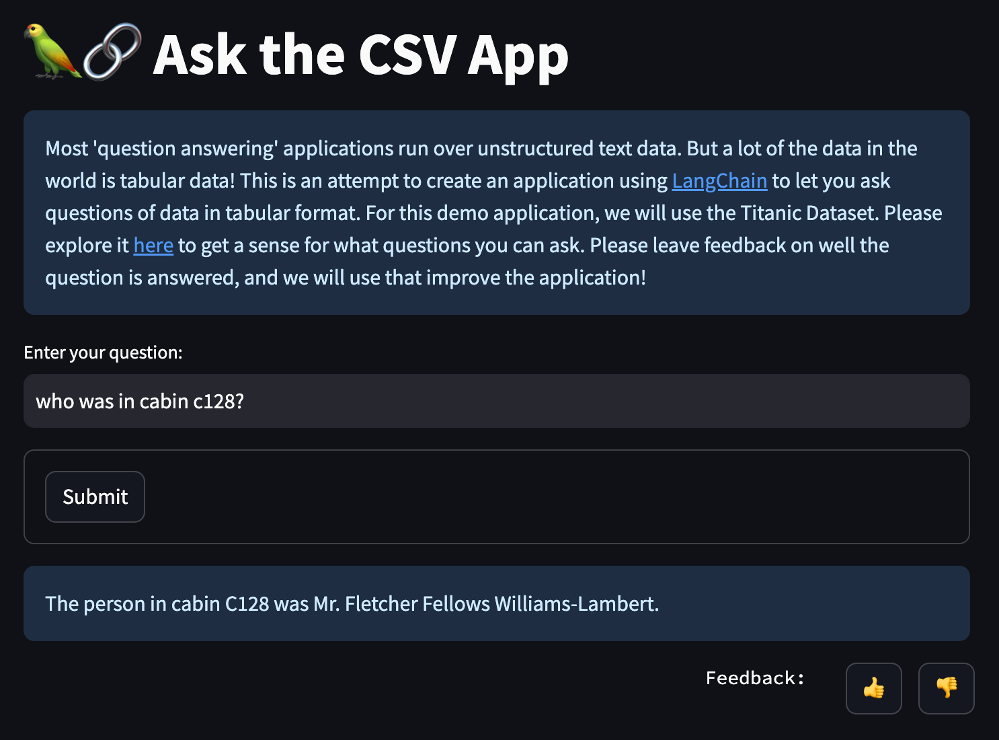 Ask the CSV App
Most 'question answering' applications run over unstructured text data. But a lot of the data in the
world is tabular data! This is an attempt to create an application using LangChain to let you ask
questions of data in tabular format. For this demo application, we will use the Titanic Dataset. Please
explore it here to get a sense for what questions you can ask. Please leave feedback on well the
question is answered, and we will use that improve the application!
Enter your question:
who was in cabin c128?
Submit
The person in cabin C128 was Mr. Fletcher Fellows Williams-Lambert.
Feedback: